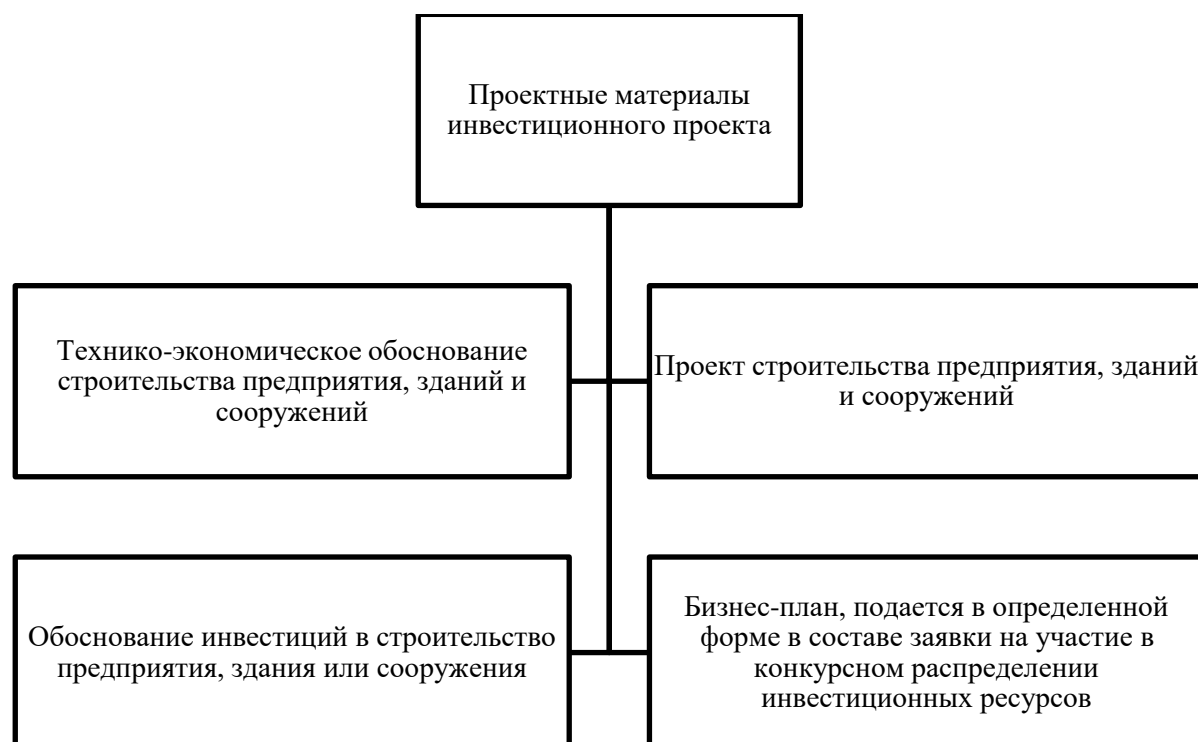 Проектные материалы
инвестиционного проекта
Технико-экономическое обоснование
строительства предприятия, зданий и
сооружений
Проект строительства предприятия, зданий
и сооружений
Обоснование инвестиций в строительство
предприятия, здания или сооружения
Бизнес-план, подается в определенной
форме в составе заявки на участие в
конкурсном распределении
инвестиционных ресурсов